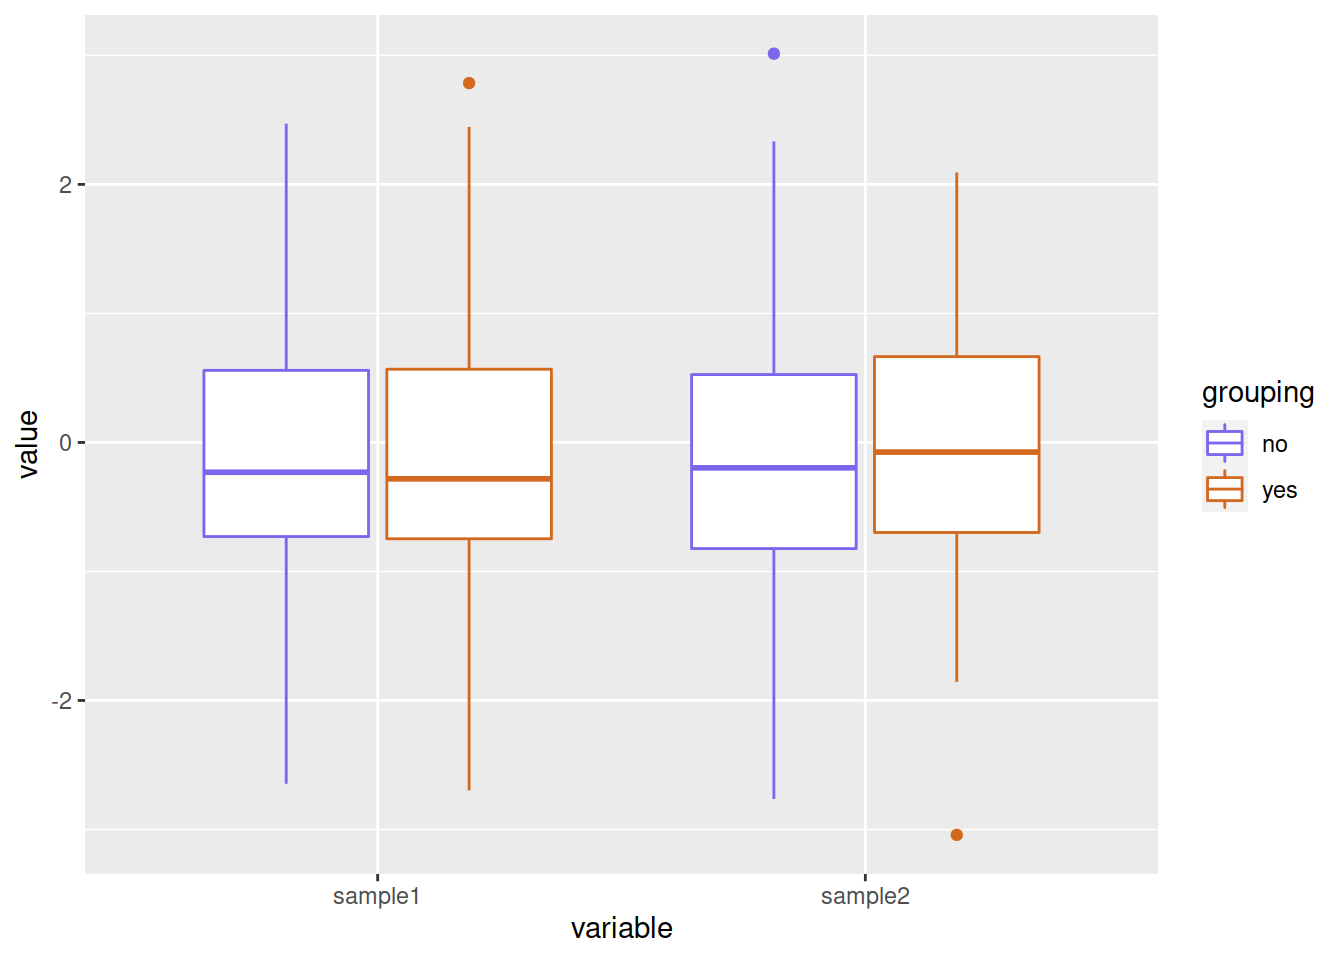 2
0
-2
value
sample1
sample2
variable
grouping
no
yes